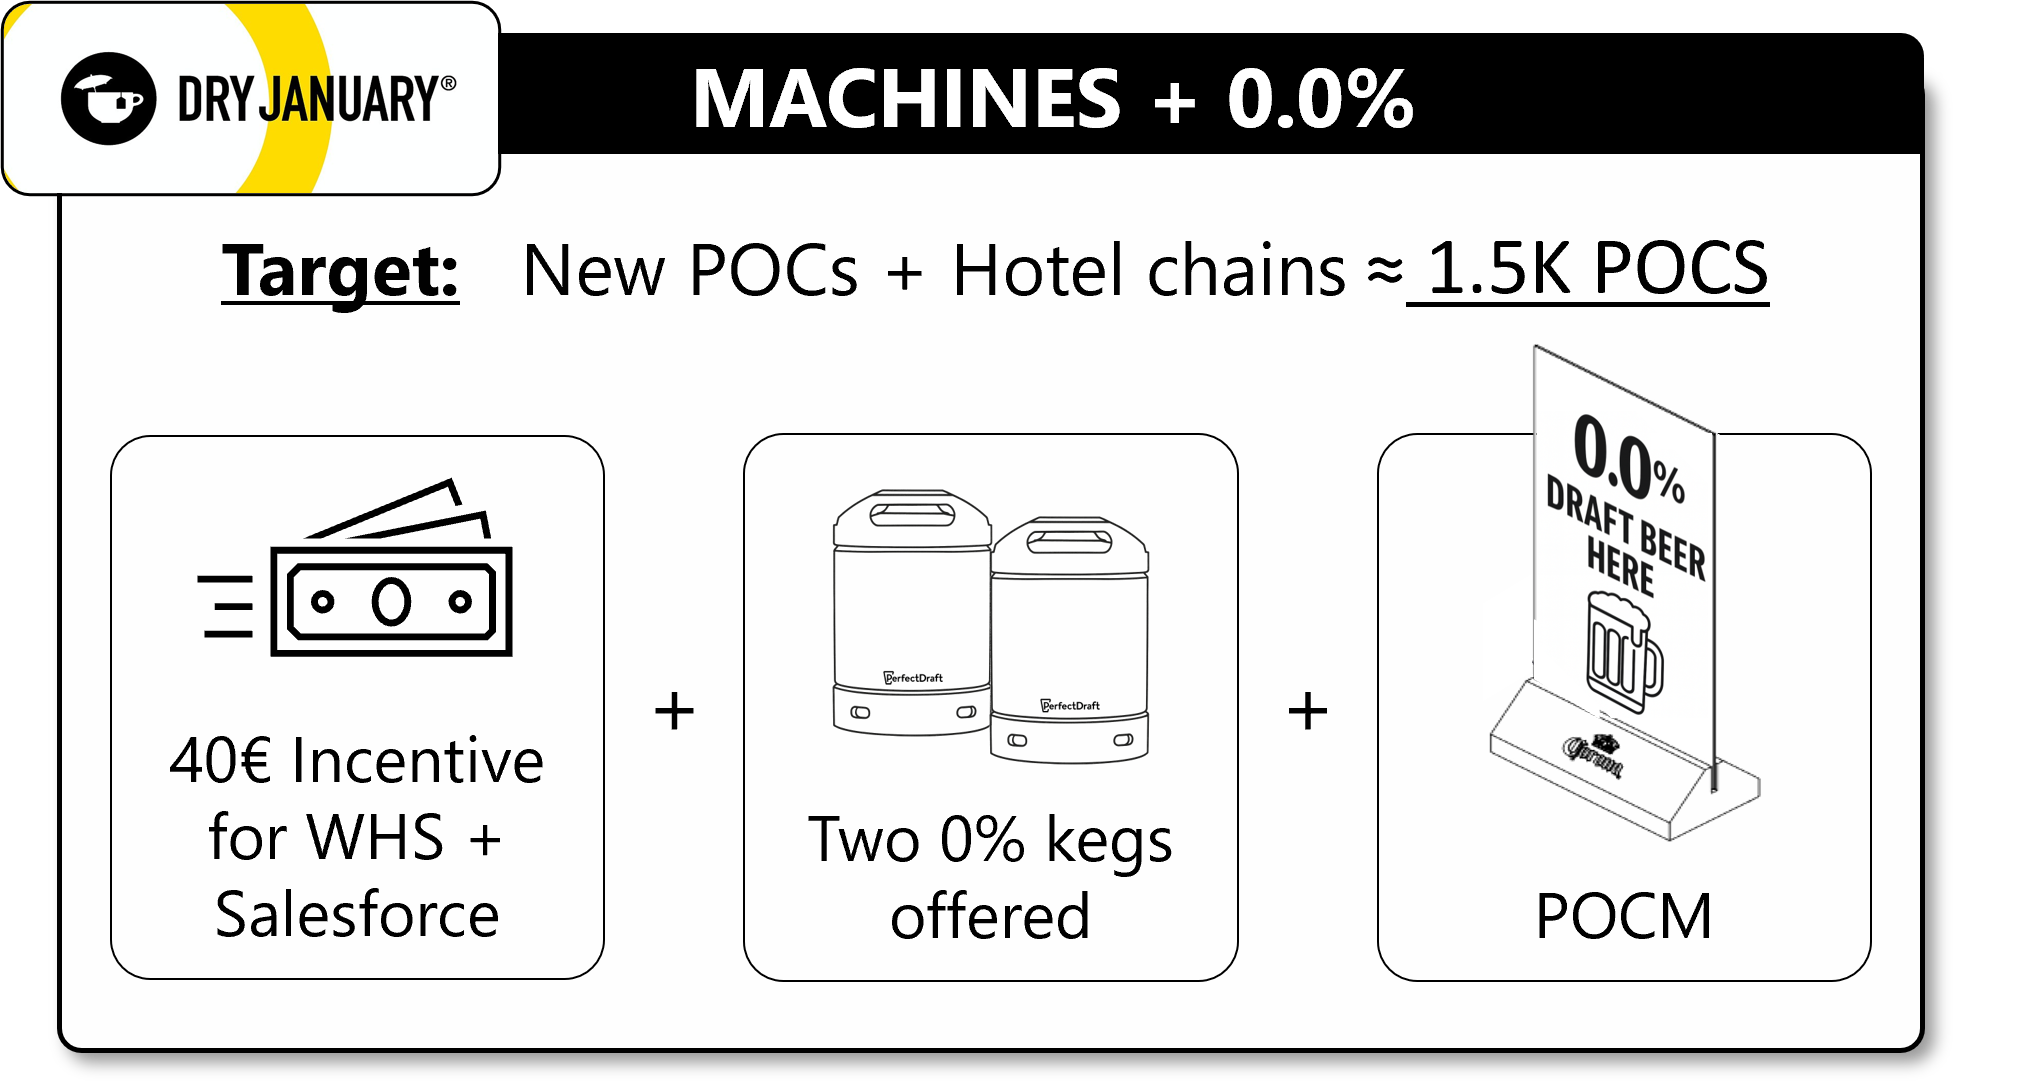 DRY JANUARY®
MACHINES + 0.0%
Target: New POCs + Hotel chains ≈ 1.5K POCS
40€ Incentive
for WHS +
Salesforce
+
PerfectDraft
PerfectDraft
Two 0% kegs
offered
+
0.0%
DRAFT BEER
HERE
Corona
POCM